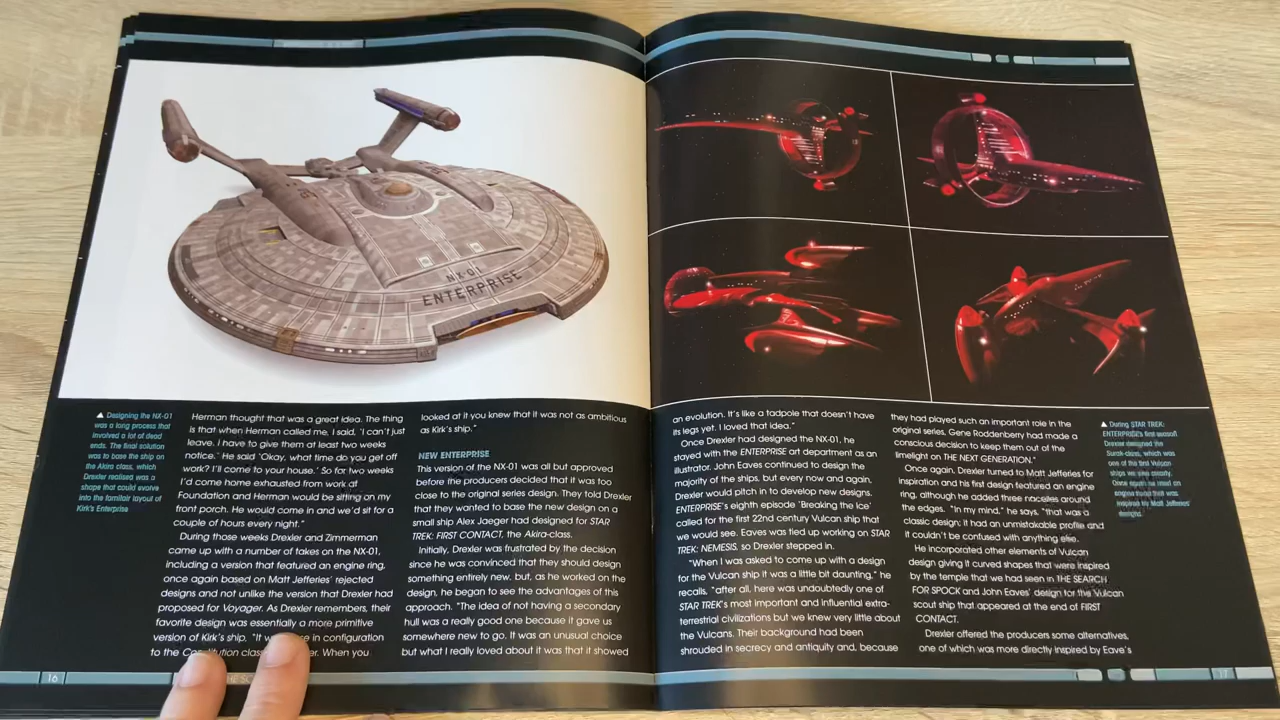 NX-01
ENTERPRISE
▲ Designing the NX-01
was a long process that
involved a lot of dead
ends. The final solution
was to base the ship on
the Akira class, which
Drexler realised was a
shape that could evolve
into the familiar layout of
Kirk's Enterprise
Herman thought that was a great idea. The thing
is that when Herman called me, I said, 'I can't just
leave. I have to give them at least two weeks
notice.' He said 'Okay, what time do you get off
work? I'll come to your house.' So for two weeks
I'd come home exhausted from work at
Foundation and Herman would be sitting on my
front porch. He would come in and we'd sit for a
couple of hours every night."
During those weeks Drexler and Zimmerman
came up with a number of takes on the NX-01,
including a version that featured an engine ring,
once again based on Matt Jefferies' rejected
designs and not unlike the version that Drexler had
proposed for Voyager. As Drexler remembers, their
favorite design was essentially a more primitive
version of Kirk's ship. "It in configuration
to the class When you
looked at it you knew that it was not as ambitious
as Kirk's ship."
NEW ENTERPRISE
This version of the NX-01 was all but approved
before the producers decided that it was too
close to the original series design. They told Drexler
that they wanted to base the new design on a
small ship Alex Jaeger had designed for STAR
TREK: FIRST CONTACT, the Akira-class.
Initially, Drexler was frustrated by the decision
since he was convinced that they should design
something entirely new. but, as he worked on the
design, he began to see the advantages of this
approach. "The idea of not having a secondary
hull was a really good one because it gave us
somewhere new to go. It was an unusual choice
but what I really loved about it was that it showed
16
an evolution. It's like a tadpole that doesn't have
its legs yet. I loved that idea."
Once Drexler had designed the NX-01, he
stayed with the ENTERPRISE art department as an
illustrator. John Eaves continued to design the
majority of the ships, but every now and again,
Drexler would pitch in to develop new designs.
ENTERPRISE's eighth episode 'Breaking the Ice'
called for the first 22nd century Vulcan ship that
we would see. Eaves was tied up working on STAR
TREK: NEMESIS, so Drexler stepped in.
"When I was asked to come up with a design
for the Vulcan ship it was a little bit daunting," he
recalls, "after all, here was undoubtedly one of
STAR TREK's most important and influential extra-
terrestrial civilizations but we knew very little about
the Vulcans. Their background had been
shrouded in secrecy and antiquity and, because
they had played such an important role in the
original series, Gene Roddenberry had made a
conscious decision to keep them out of the
limelight on THE NEXT GENERATION."
Once again, Drexler turned to Matt Jefferies for
inspiration and his first design featured an engine
ring, although he added three nacelles around
the edges. "In my mind," he says, "that was a
classic design; it had an unmistakable profile and
it couldn't be confused with anything else.
He incorporated other elements of Vulcan
design giving it curved shapes that were inspired
by the temple that we had seen in THE SEARCH
FOR SPOCK and John Eaves' design for the Vulcan
scout ship that appeared at the end of FIRST
CONTACT.
Drexler offered the producers some alternatives,
one of which was more directly inspired by Eave's
▲ During STAR TREK:
ENTERPRISE's first season
Drexler designed the
Surak-class, which was
one of the first Vulcan
ships we see clearly.
Once again he used an
engine that was
inspired by Matt Jefferies'
designs.
17